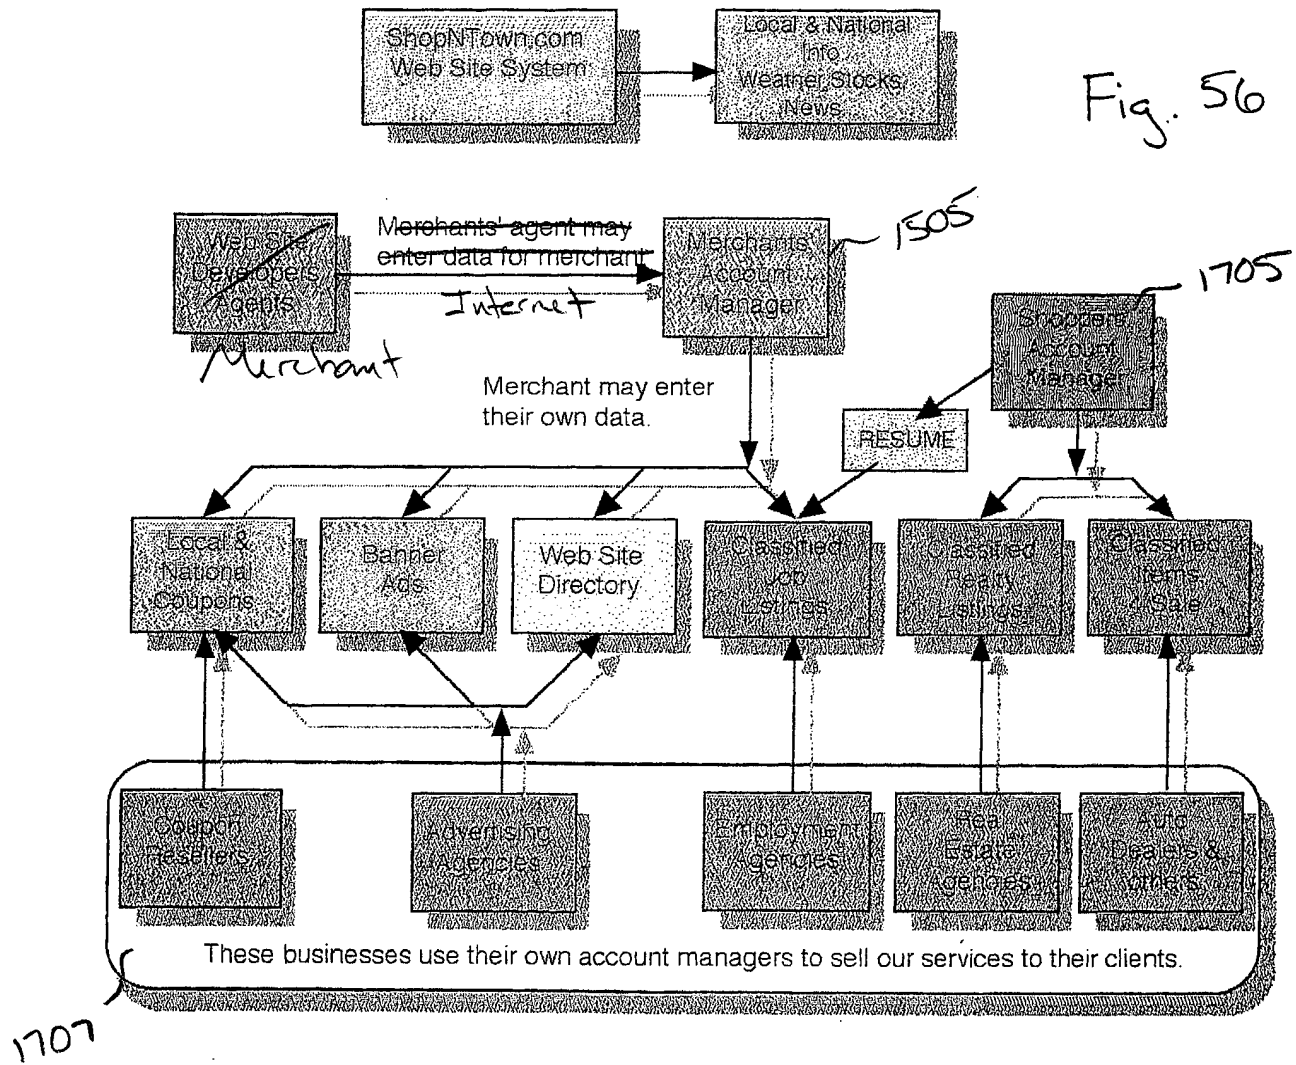 ShopNTown.com
Web Site System
Local & National
Info
Weather,Stocks,
News
Fig. 56
Web Site
Developers
Agents
Merchants' agent may
enter data for merchant
Internet
Merchant
Merchants'
Account
Manager
1505
1705
Shoppers
Account
Manager
Merchant may enter
their own data.
RESUME
Local &
National
Coupons
Banner
Ads
Web Site
Directory
Classified
Job
Listings
Classified
Realty
Listings
Classified
Items
Sale
Coupon
Resellers
Advertising
Agencies
Employment
Agencies
Real
Estate
Agencies
Auto
Dealers &
others
These businesses use their own account managers to sell our services to their clients.
1707